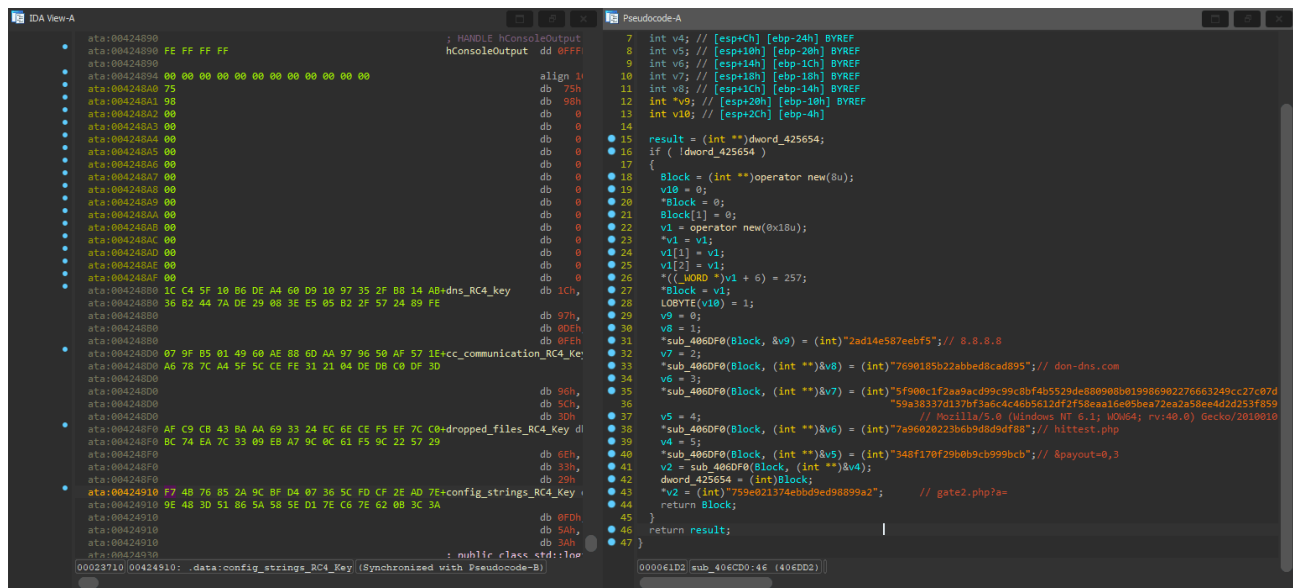 IDA View-A
ata:00424890 ; HANDLE hConsoleOutput
ata:00424890 FE FF FF FF hConsoleOutput dd 0FFF
ata:00424890
ata:00424894 00 00 00 00 00 00 00 00 00 00 00 00 align 10
ata:004248A0 75 db 75h
ata:004248A1 98 db 98h
ata:004248A2 00 db 0
ata:004248A3 00 db 0
ata:004248A4 00 db 0
ata:004248A5 00 db 0
ata:004248A6 00 db 0
ata:004248A7 00 db 0
ata:004248A8 00 db 0
ata:004248A9 00 db 0
ata:004248AA 00 db 0
ata:004248AB 00 db 0
ata:004248AC 00 db 0
ata:004248AD 00 db 0
ata:004248AE 00 db 0
ata:004248AF 00 db 0
ata:004248B0 1C C4 5F 10 B6 DE A4 60 D9 10 97 35 2F B8 14 AB+dns_RC4_key db 1Ch,
ata:004248B0 36 B2 44 7A DE 29 08 3E E5 05 B2 2F 57 24 89 FE
ata:004248B0 db 97h,
ata:004248B0 db 0DEh
ata:004248B0 db 0FEh
ata:004248D0 07 9F B5 01 49 60 AE 88 6D AA 97 96 50 AF 57 1E+cc_communication_RC4_Key
ata:004248D0 A6 78 7C A4 5F 5C CE FE 31 21 04 DE DB C0 DF 3D
ata:004248D0
ata:004248D0 db 96h,
ata:004248D0 db 5Ch,
ata:004248D0 db 3Dh
ata:004248F0 AF C9 CB 43 BA AA 69 33 24 EC 6E CE F5 EF 7C C0+dropped_files_RC4_Key d
ata:004248F0 BC 74 EA 7C 33 09 EB A7 9C 0C 61 F5 9C 22 57 29
ata:004248F0 db 6Eh,
ata:004248F0 db 33h,
ata:004248F0 db 29h
ata:00424910 F7 4B 76 85 2A 9C BF D4 07 36 5C FD CF 2E AD 7E+config_strings_RC4_Key
ata:00424910 9E 48 3D 51 86 5A 58 5E D1 7E C6 7E 62 0B 3C 3A
ata:00424910 db 0FDh,
ata:00424910 db 5Ah,
ata:00424910 db 3Ah
ata:00424930 ; public class std::log
00023710 00424910: .data:config_strings_RC4_Key (Synchronized with Pseudocode-B)
Pseudocode-A
7 int v4; // [esp+Ch] [ebp-24h] BYREF
8 int v5; // [esp+10h] [ebp-20h] BYREF
9 int v6; // [esp+14h] [ebp-1Ch] BYREF
10 int v7; // [esp+18h] [ebp-18h] BYREF
11 int v8; // [esp+1Ch] [ebp-14h] BYREF
12 int *v9; // [esp+20h] [ebp-10h] BYREF
13 int v10; // [esp+2Ch] [ebp-4h]
14
15 result = (int **)dword_425654;
16 if ( !dword_425654 )
17 {
18 Block = (int **)operator new(8u);
19 v10 = 0;
20 *Block = 0;
21 Block[1] = 0;
22 v1 = operator new(0x18u);
23 *v1 = v1;
24 v1[1] = v1;
25 v1[2] = v1;
26 *((_WORD *)v1 + 6) = 257;
27 *Block = v1;
28 LOBYTE(v10) = 1;
29 v9 = 0;
30 v8 = 1;
31 *sub_406DF0(Block, &v9) = (int)"2ad14e587eebf5";// 8.8.8.8
32 v7 = 2;
33 *sub_406DF0(Block, (int **)&v8) = (int)"7690185b22abbed8cad895";// don-dns.com
34 v6 = 3;
35 *sub_406DF0(Block, (int **)&v7) = (int)"5f900c1f2aa9acd99c99c8bf4b5529de880908b019986902276663249cc27c07d
36 "59a38337d137bf3a6c4c46b5612df2f58eaa16e05bea72ea2a58ee4d2d253f859
37 v5 = 4; // Mozilla/5.0 (Windows NT 6.1; WOW64; rv:40.0) Gecko/2010010
38 *sub_406DF0(Block, (int **)&v6) = (int)"7a96020223b6b9d8d9df88";// hittest.php
39 v4 = 5;
40 *sub_406DF0(Block, (int **)&v5) = (int)"348f170f29b0b9cb999bcb";// &payout=0,3
41 v2 = sub_406DF0(Block, (int **)&v4);
42 dword_425654 = (int)Block;
43 *v2 = (int)"759e021374ebbd9ed98899a2"; // gate2.php?a=
44 return Block;
45 }
46 return result;
47 }
000061D2 sub_406CD0:46 (406DD2)